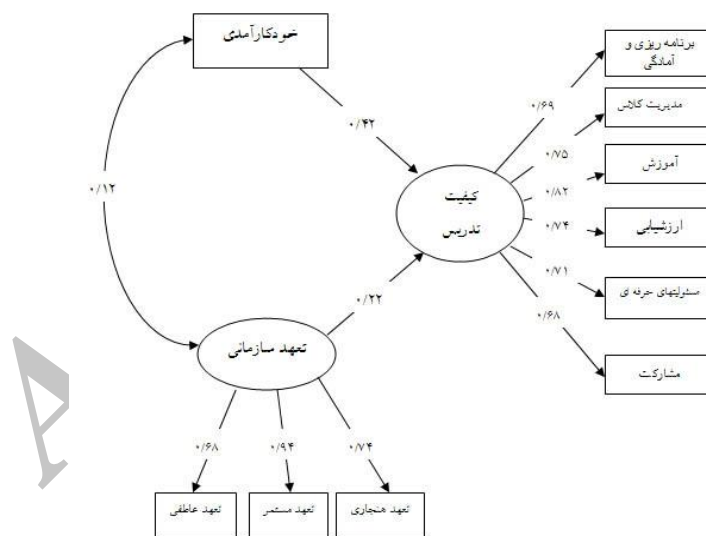 خودکارآمدی
برنامه ریزی و
آمادگی
۰/۶۹
۰/۴۲
مدیریت کلاس
۰/۷۵
آموزش
۰/۸۲
۰/۱۲
کیفیت
تدریس
ارزشیابی
۰/۷۴
مسئولیتهای حرفه ای
۰/۷۱
۰/۲۲
۰/۶۸
تعهد سازمانی
مشارکت
۰/۶۸
۰/۹۴
۰/۷۴
تعهد عاطفی
تعهد مستمر
تعهد هنجاری
A